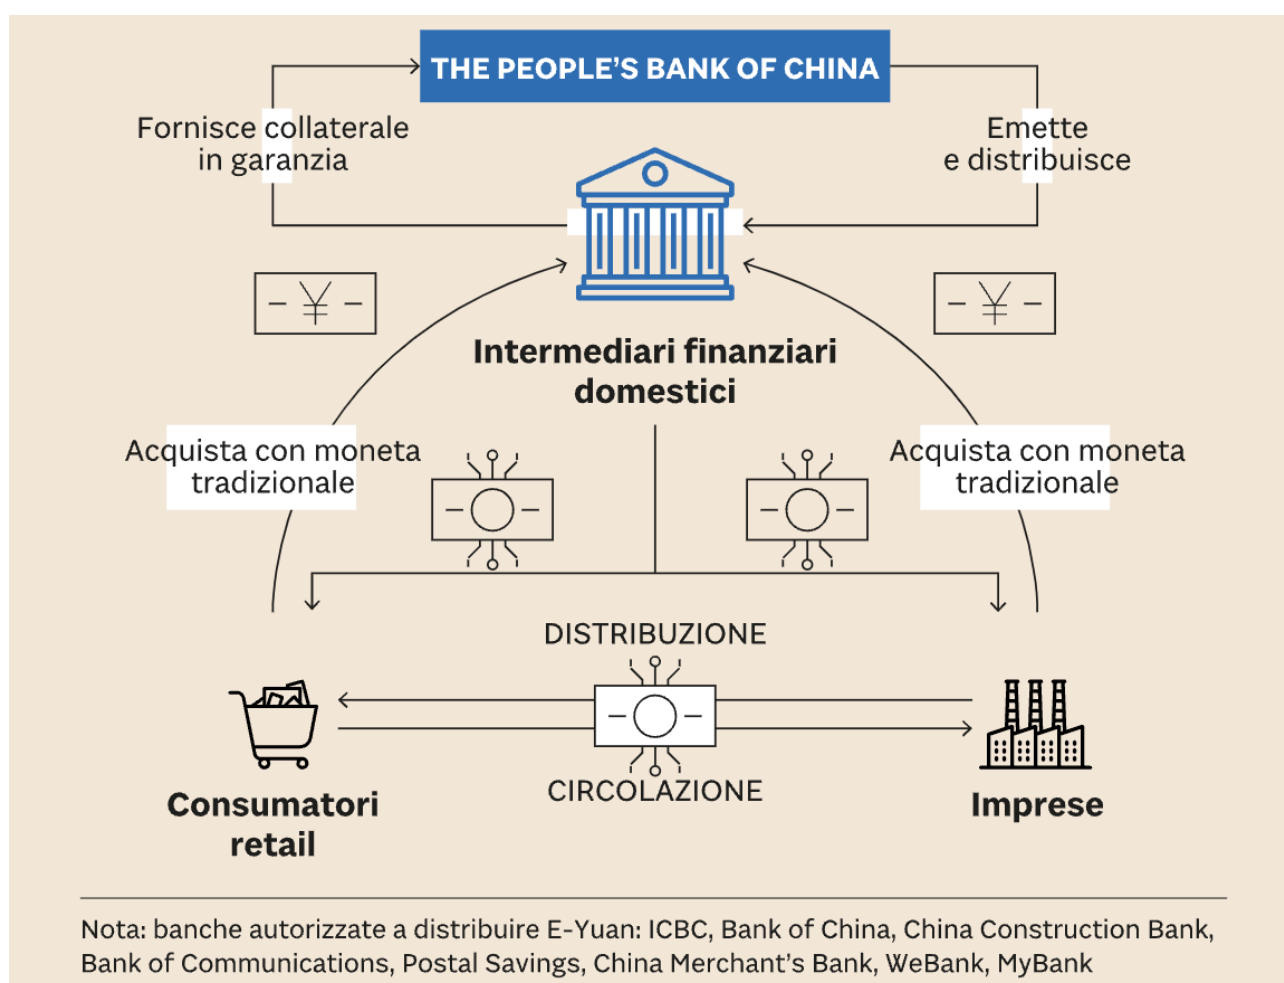 THE PEOPLE'S BANK OF CHINA
Fornisce collaterale
in garanzia
Emette
e distribuisce
¥
¥
Intermediari finanziari
domestici
Acquista con moneta
tradizionale
Acquista con moneta
tradizionale
DISTRIBUZIONE
CIRCOLAZIONE
Consumatori
retail
Imprese
Nota: banche autorizzate a distribuire E-Yuan: ICBC, Bank of China, China Construction Bank,
Bank of Communications, Postal Savings, China Merchant's Bank, WeBank, MyBank